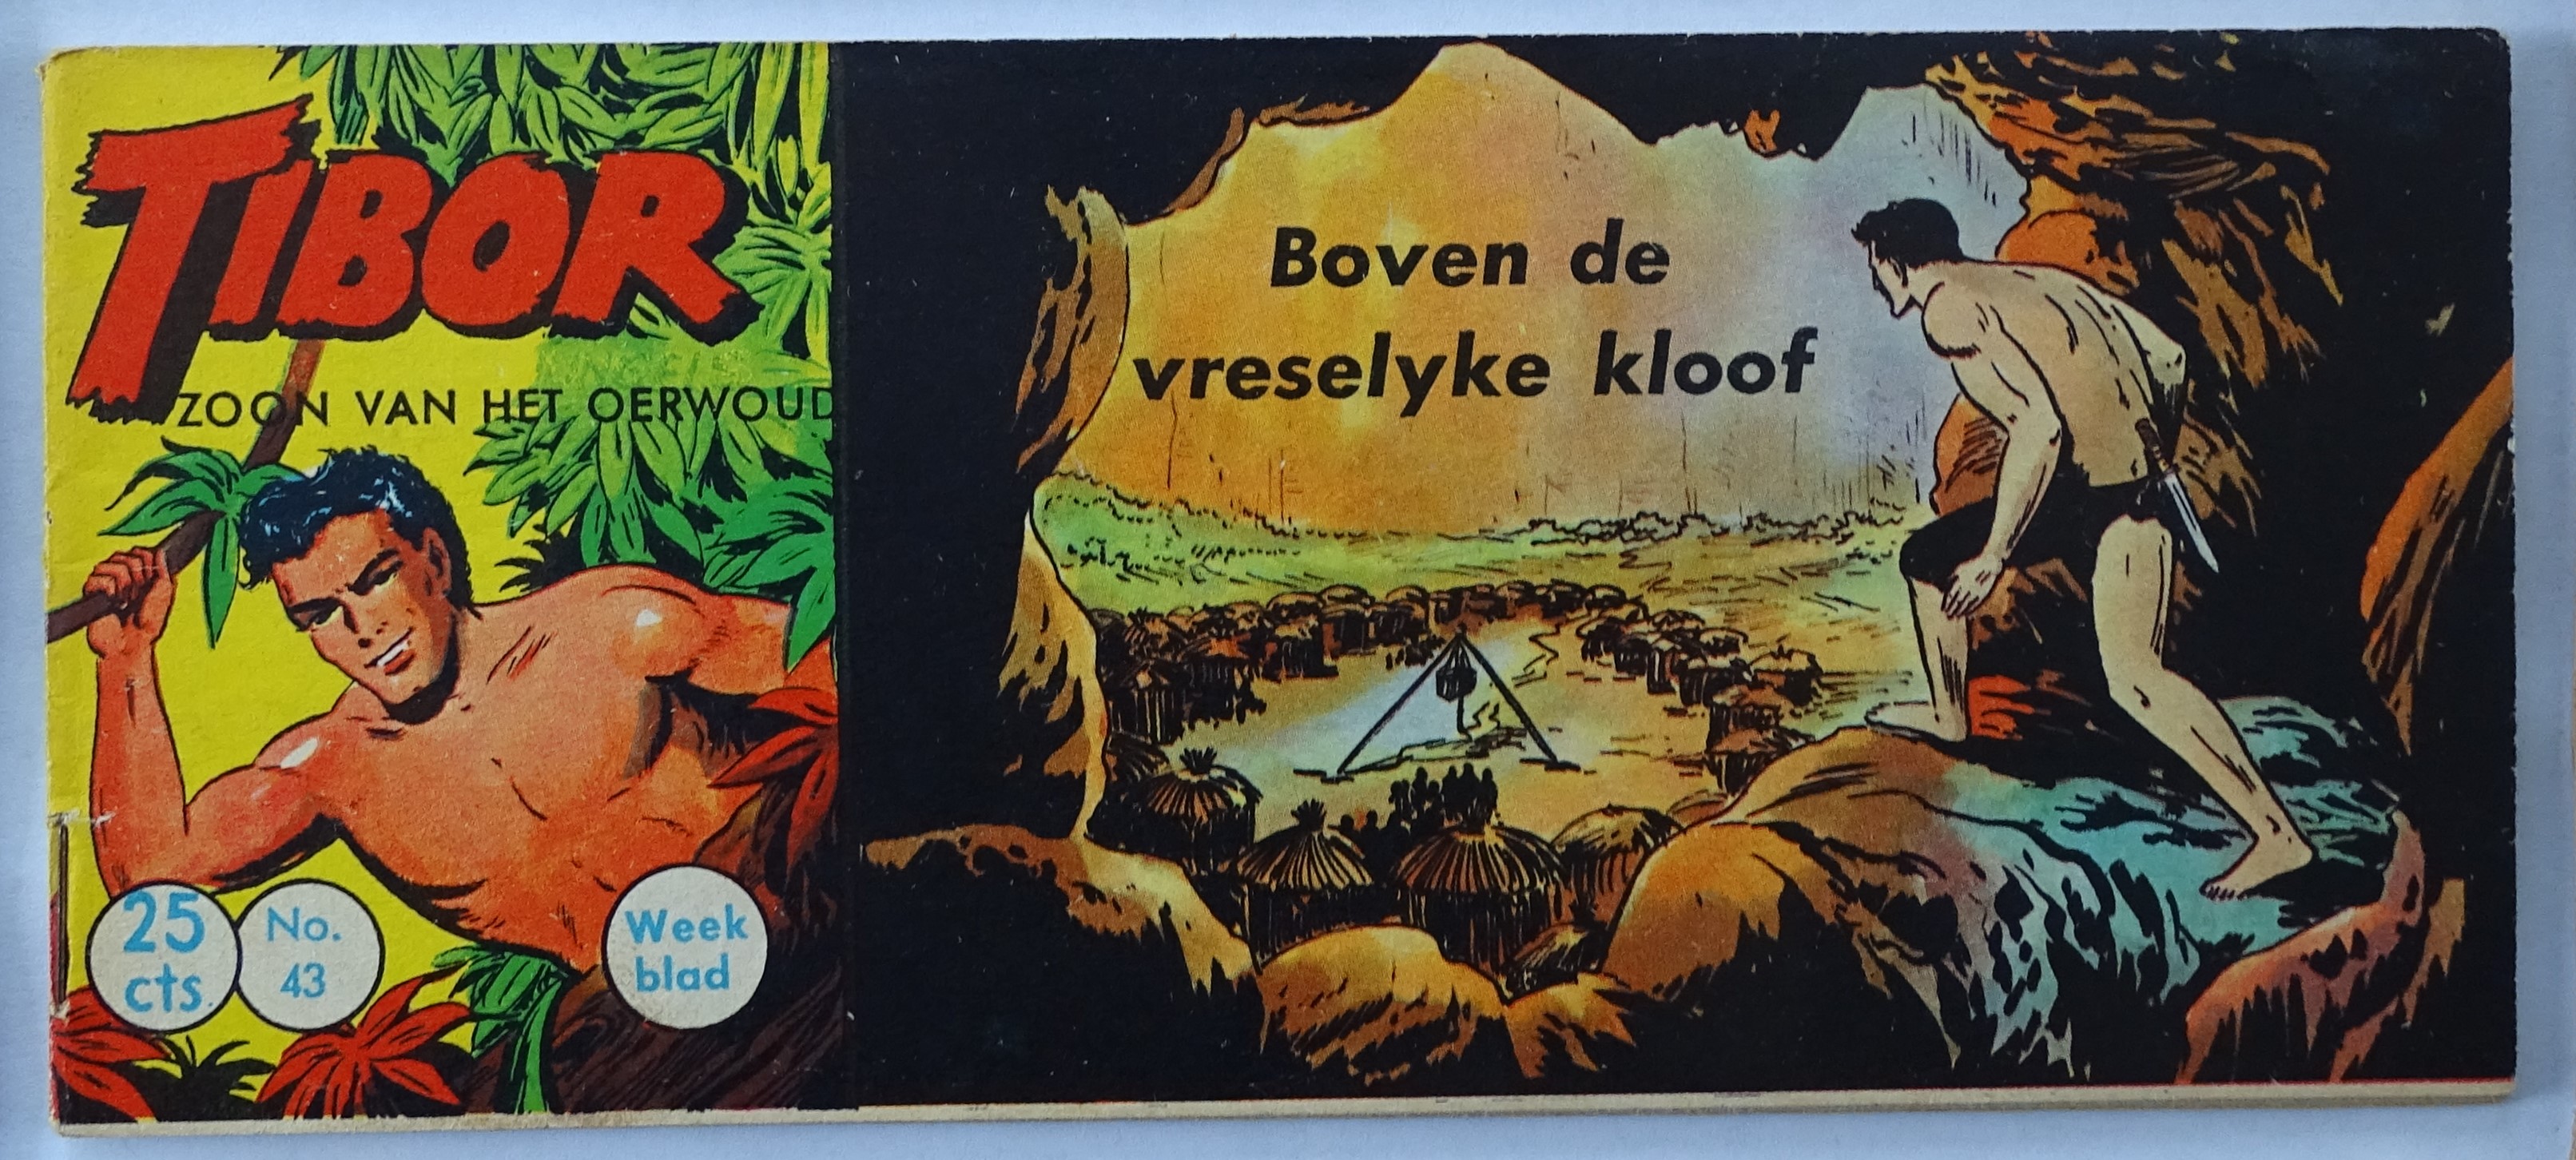 TIBOR
ZOON VAN HET OERWOUD
25
cts.
No.
43
Week
blad
Boven de
vreselyke kloof